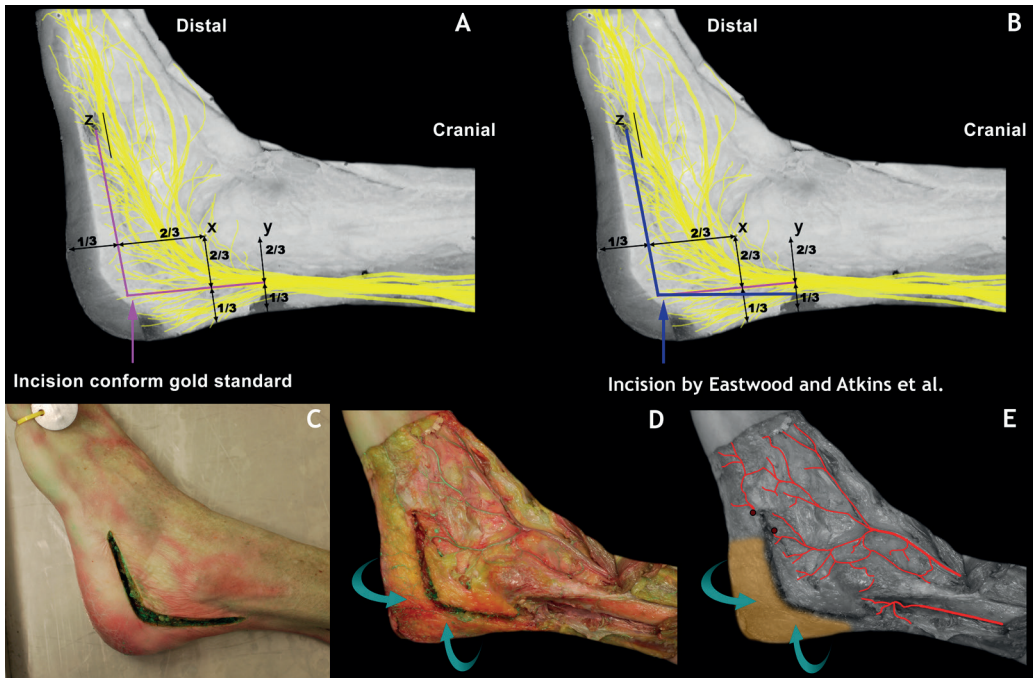 Distal
A
Cranial
Z
x
y
1/3
2/3
2/3
2/3
1/3
1/3
Incision conform gold standard
Distal
B
Cranial
Z
x
y
1/3
2/3
2/3
2/3
1/3
1/3
Incision by Eastwood and Atkins et al.
C
D
E